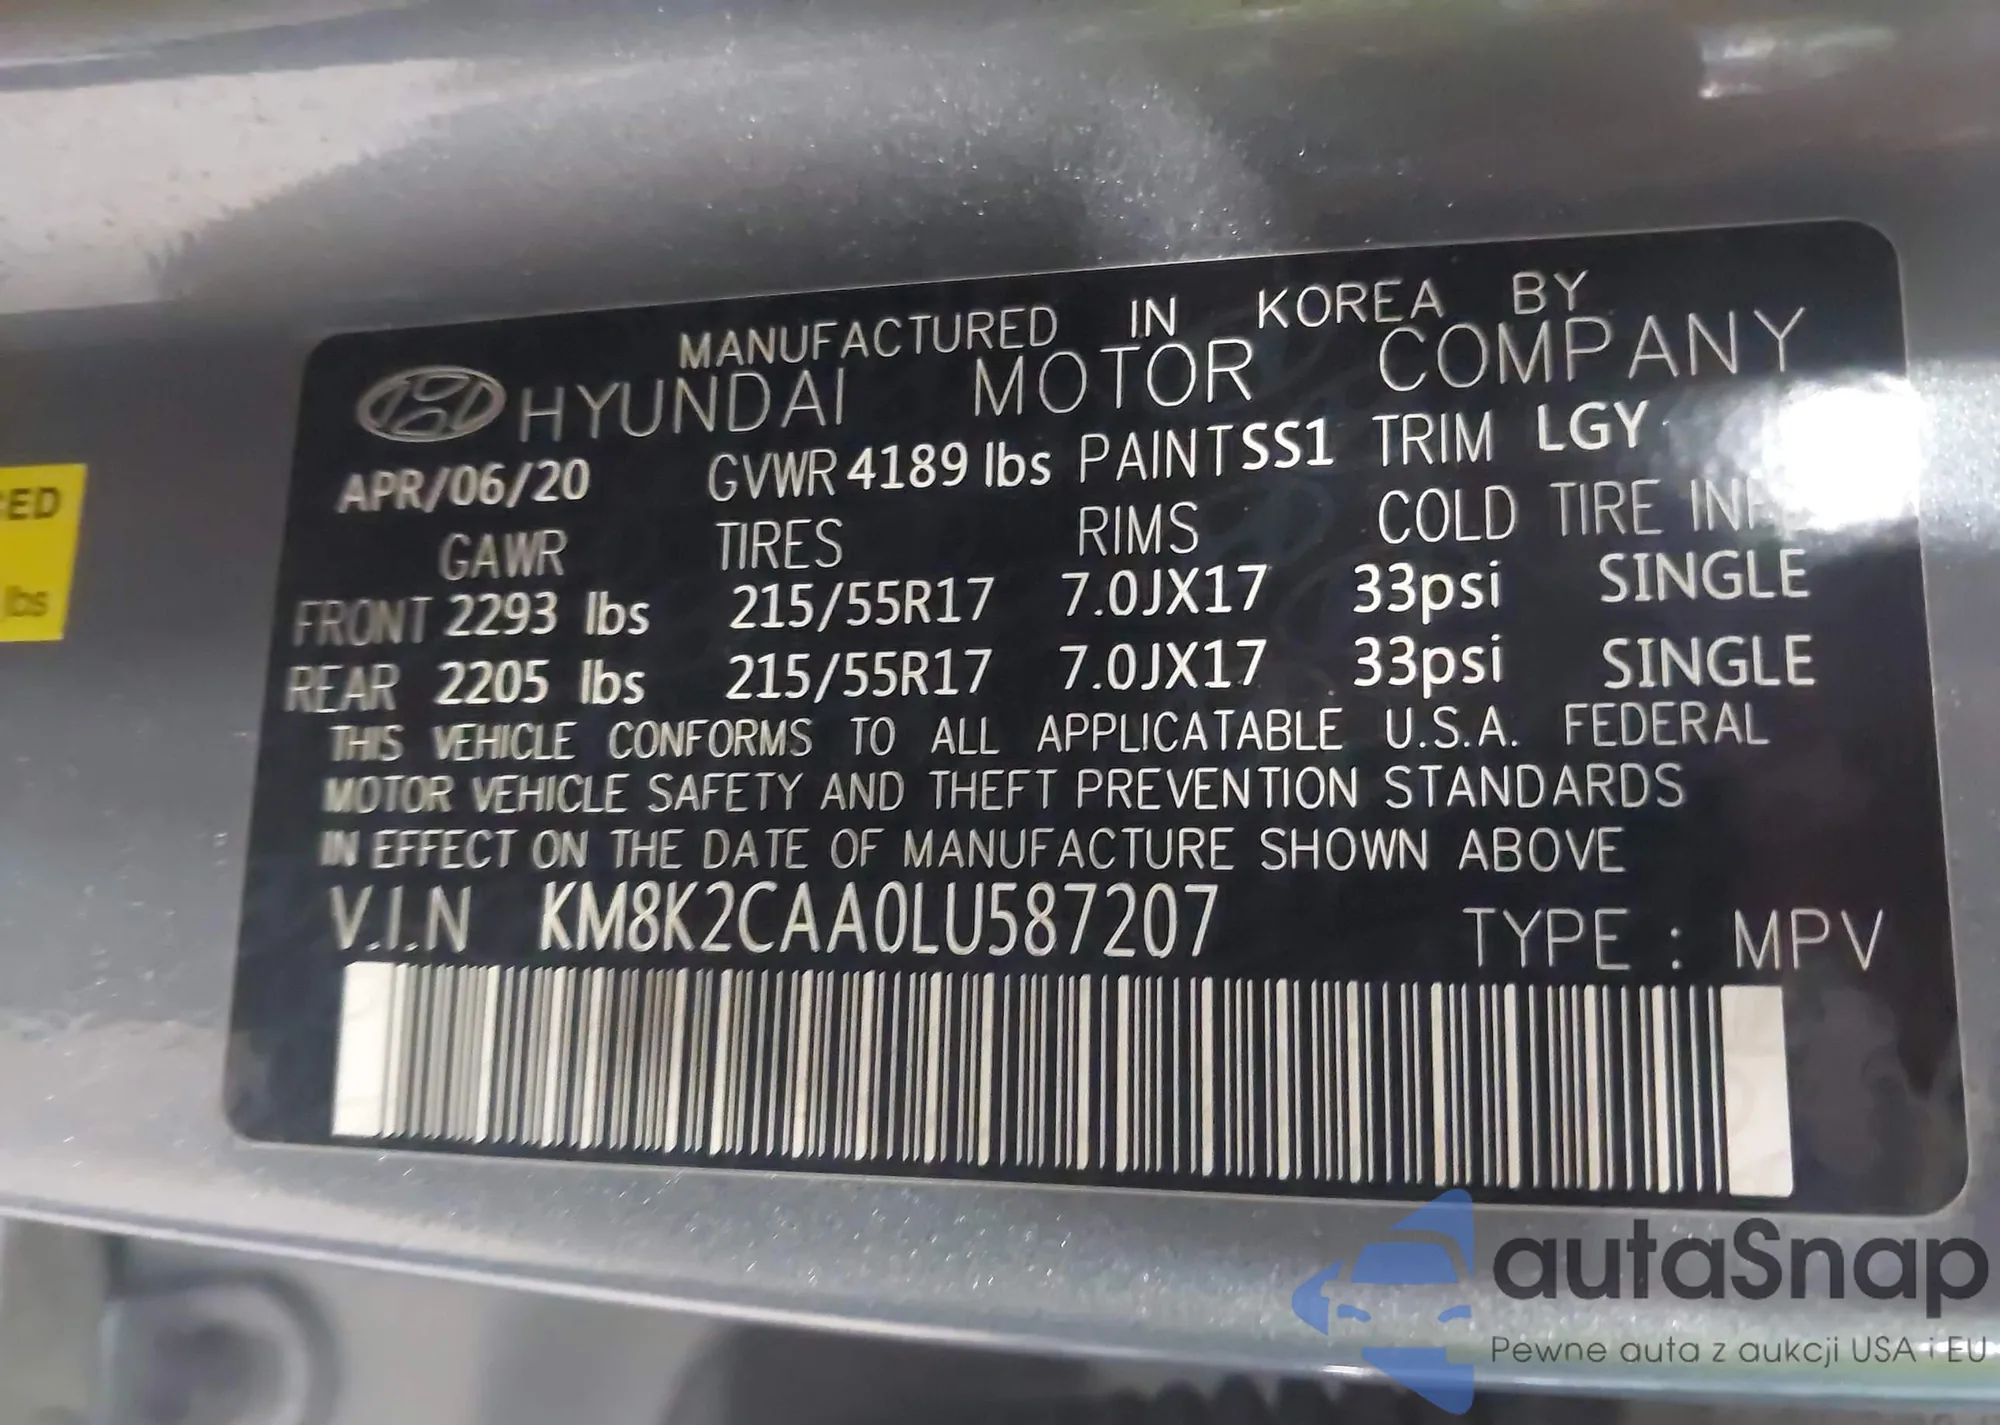 MANUFACTURED IN KOREA BY
HYUNDAI MOTOR COMPANY
APR/06/20 GVWR 4189 lbs PAINT SS1 TRIM LGY
GAWR TIRES RIMS COLD TIRE
FRONT 2293 lbs 215/55R17 7.0JX17 33psi SINGLE
REAR 2205 lbs 215/55R17 7.0JX17 33psi SINGLE
THIS VEHICLE CONFORMS TO ALL APPLICATABLE U.S.A. FEDERAL
MOTOR VEHICLE SAFETY AND THEFT PREVENTION STANDARDS
IN EFFECT ON THE DATE OF MANUFACTURE SHOWN ABOVE
V.I.N KM8K2CAA0LU587207 TYPE : MPV
lbs
autaSnap
Pewne auta z aukcji USA i EU